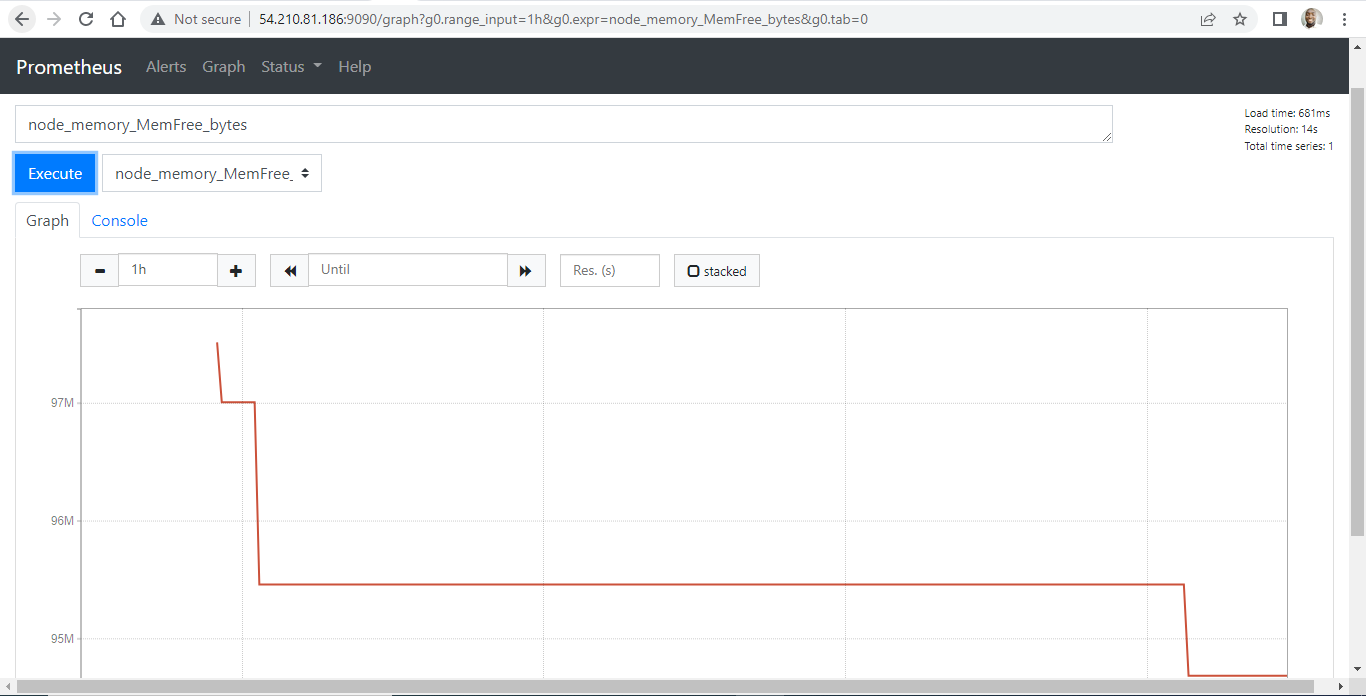 Not secure
54.210.81.186:9090/graph?g0.range_input=1h&g0.expr=node_memory_MemFree_bytes&g0.tab=0
Prometheus Alerts Graph Status Help
node_memory_MemFree_bytes
Load time: 681ms
Resolution: 14s
Total time series: 1
Execute node_memory_MemFree_
Graph Console
1h Until Res. (s) stacked
97M
96M
95M